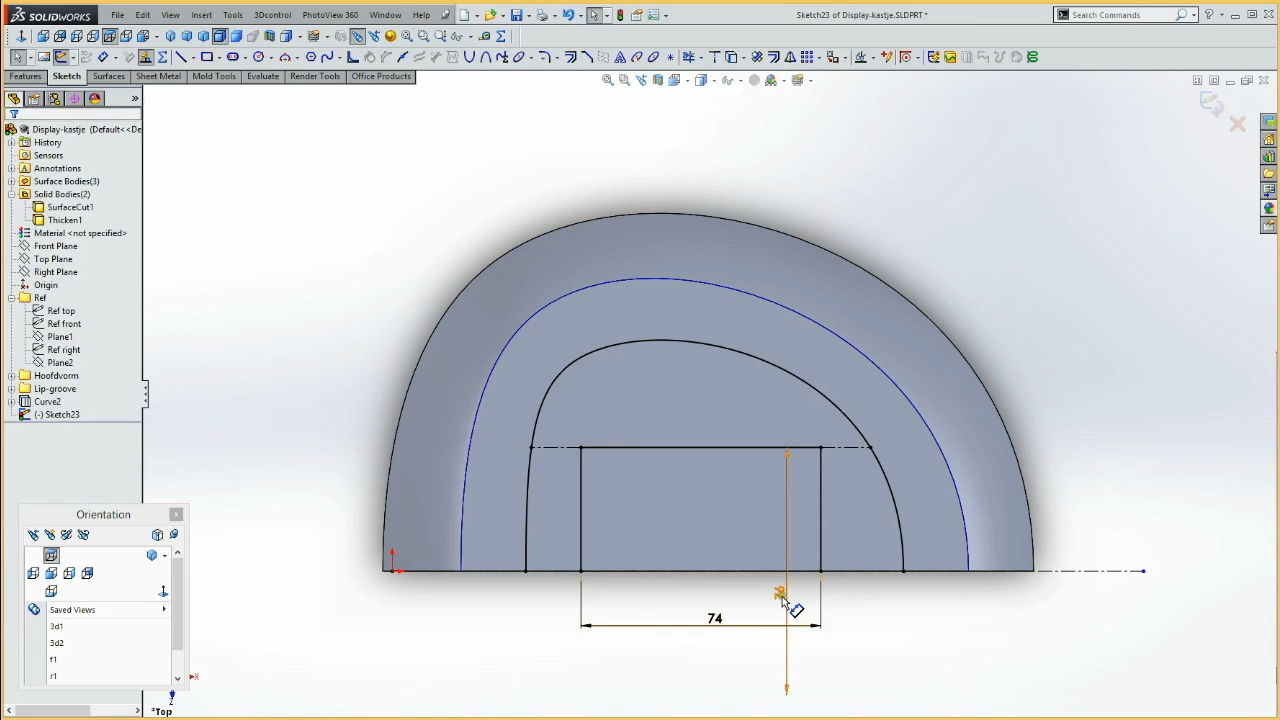 SOLIDWORKS File Edit View Insert Tools 3Dcontrol PhotoView 360 Window Help Sketch23 of Display-kastje.SLDPRT * Search Commands
Features Sketch Surfaces Sheet Metal Mold Tools Evaluate Render Tools Office Products
Display-kastje (Default<<De
History
Sensors
Annotations
Surface Bodies(3)
Solid Bodies(2)
SurfaceCut1
Thicken1
Material <not specified>
Front Plane
Top Plane
Right Plane
Origin
Ref
Ref top
Ref front
Plane1
Ref right
Plane2
Hoofdvorm
Lip-groove
Curve2
(-) Sketch23
Orientation
Saved Views
3d1
3d2
f1
r1
74
X
Z
*Top